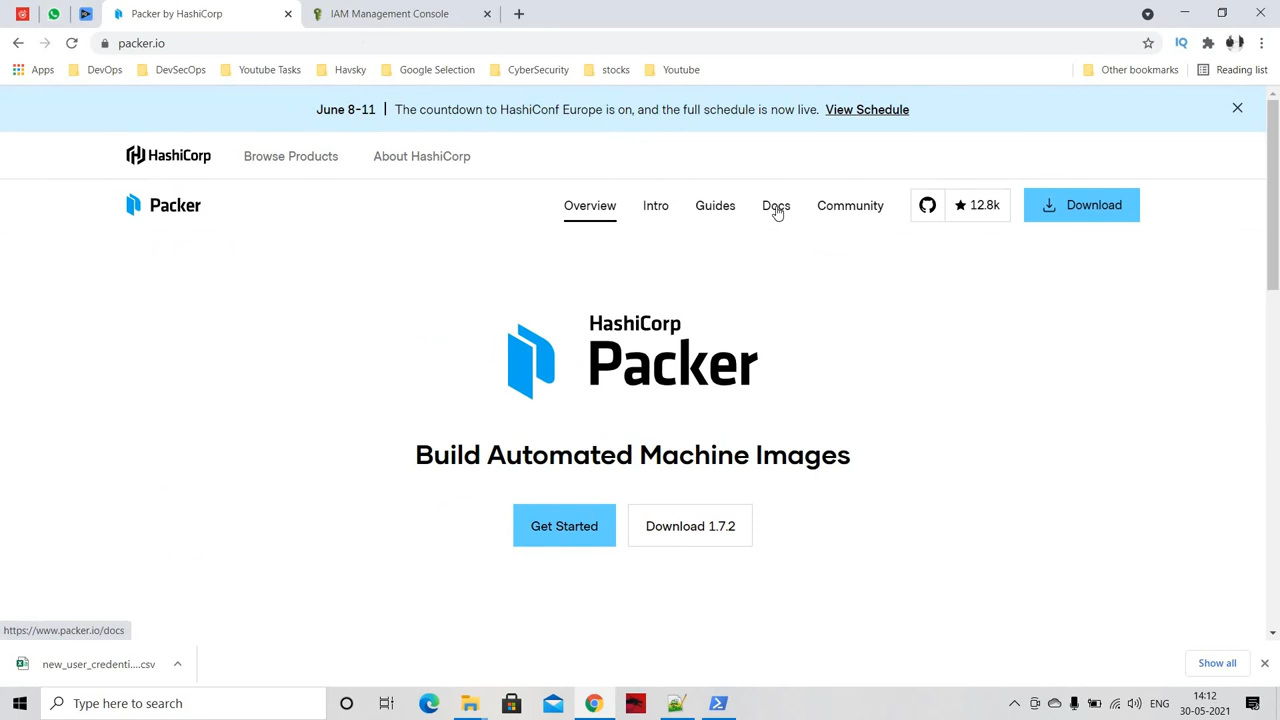 Packer by HashiCorp
IAM Management Console
packer.io
Apps
DevOps
DevSecOps
Youtube Tasks
Havsky
Google Selection
CyberSecurity
stocks
Youtube
Other bookmarks
Reading list
June 8-11 | The countdown to HashiConf Europe is on, and the full schedule is now live. View Schedule
HashiCorp
Browse Products
About HashiCorp
Packer
Overview
Intro
Guides
Docs
Community
12.8k
Download
HashiCorp
Packer
Build Automated Machine Images
Get Started
Download 1.7.2
https://www.packer.io/docs
new_user_credenti....csv
Show all
Type here to search
ENG
14:12
30-05-2021